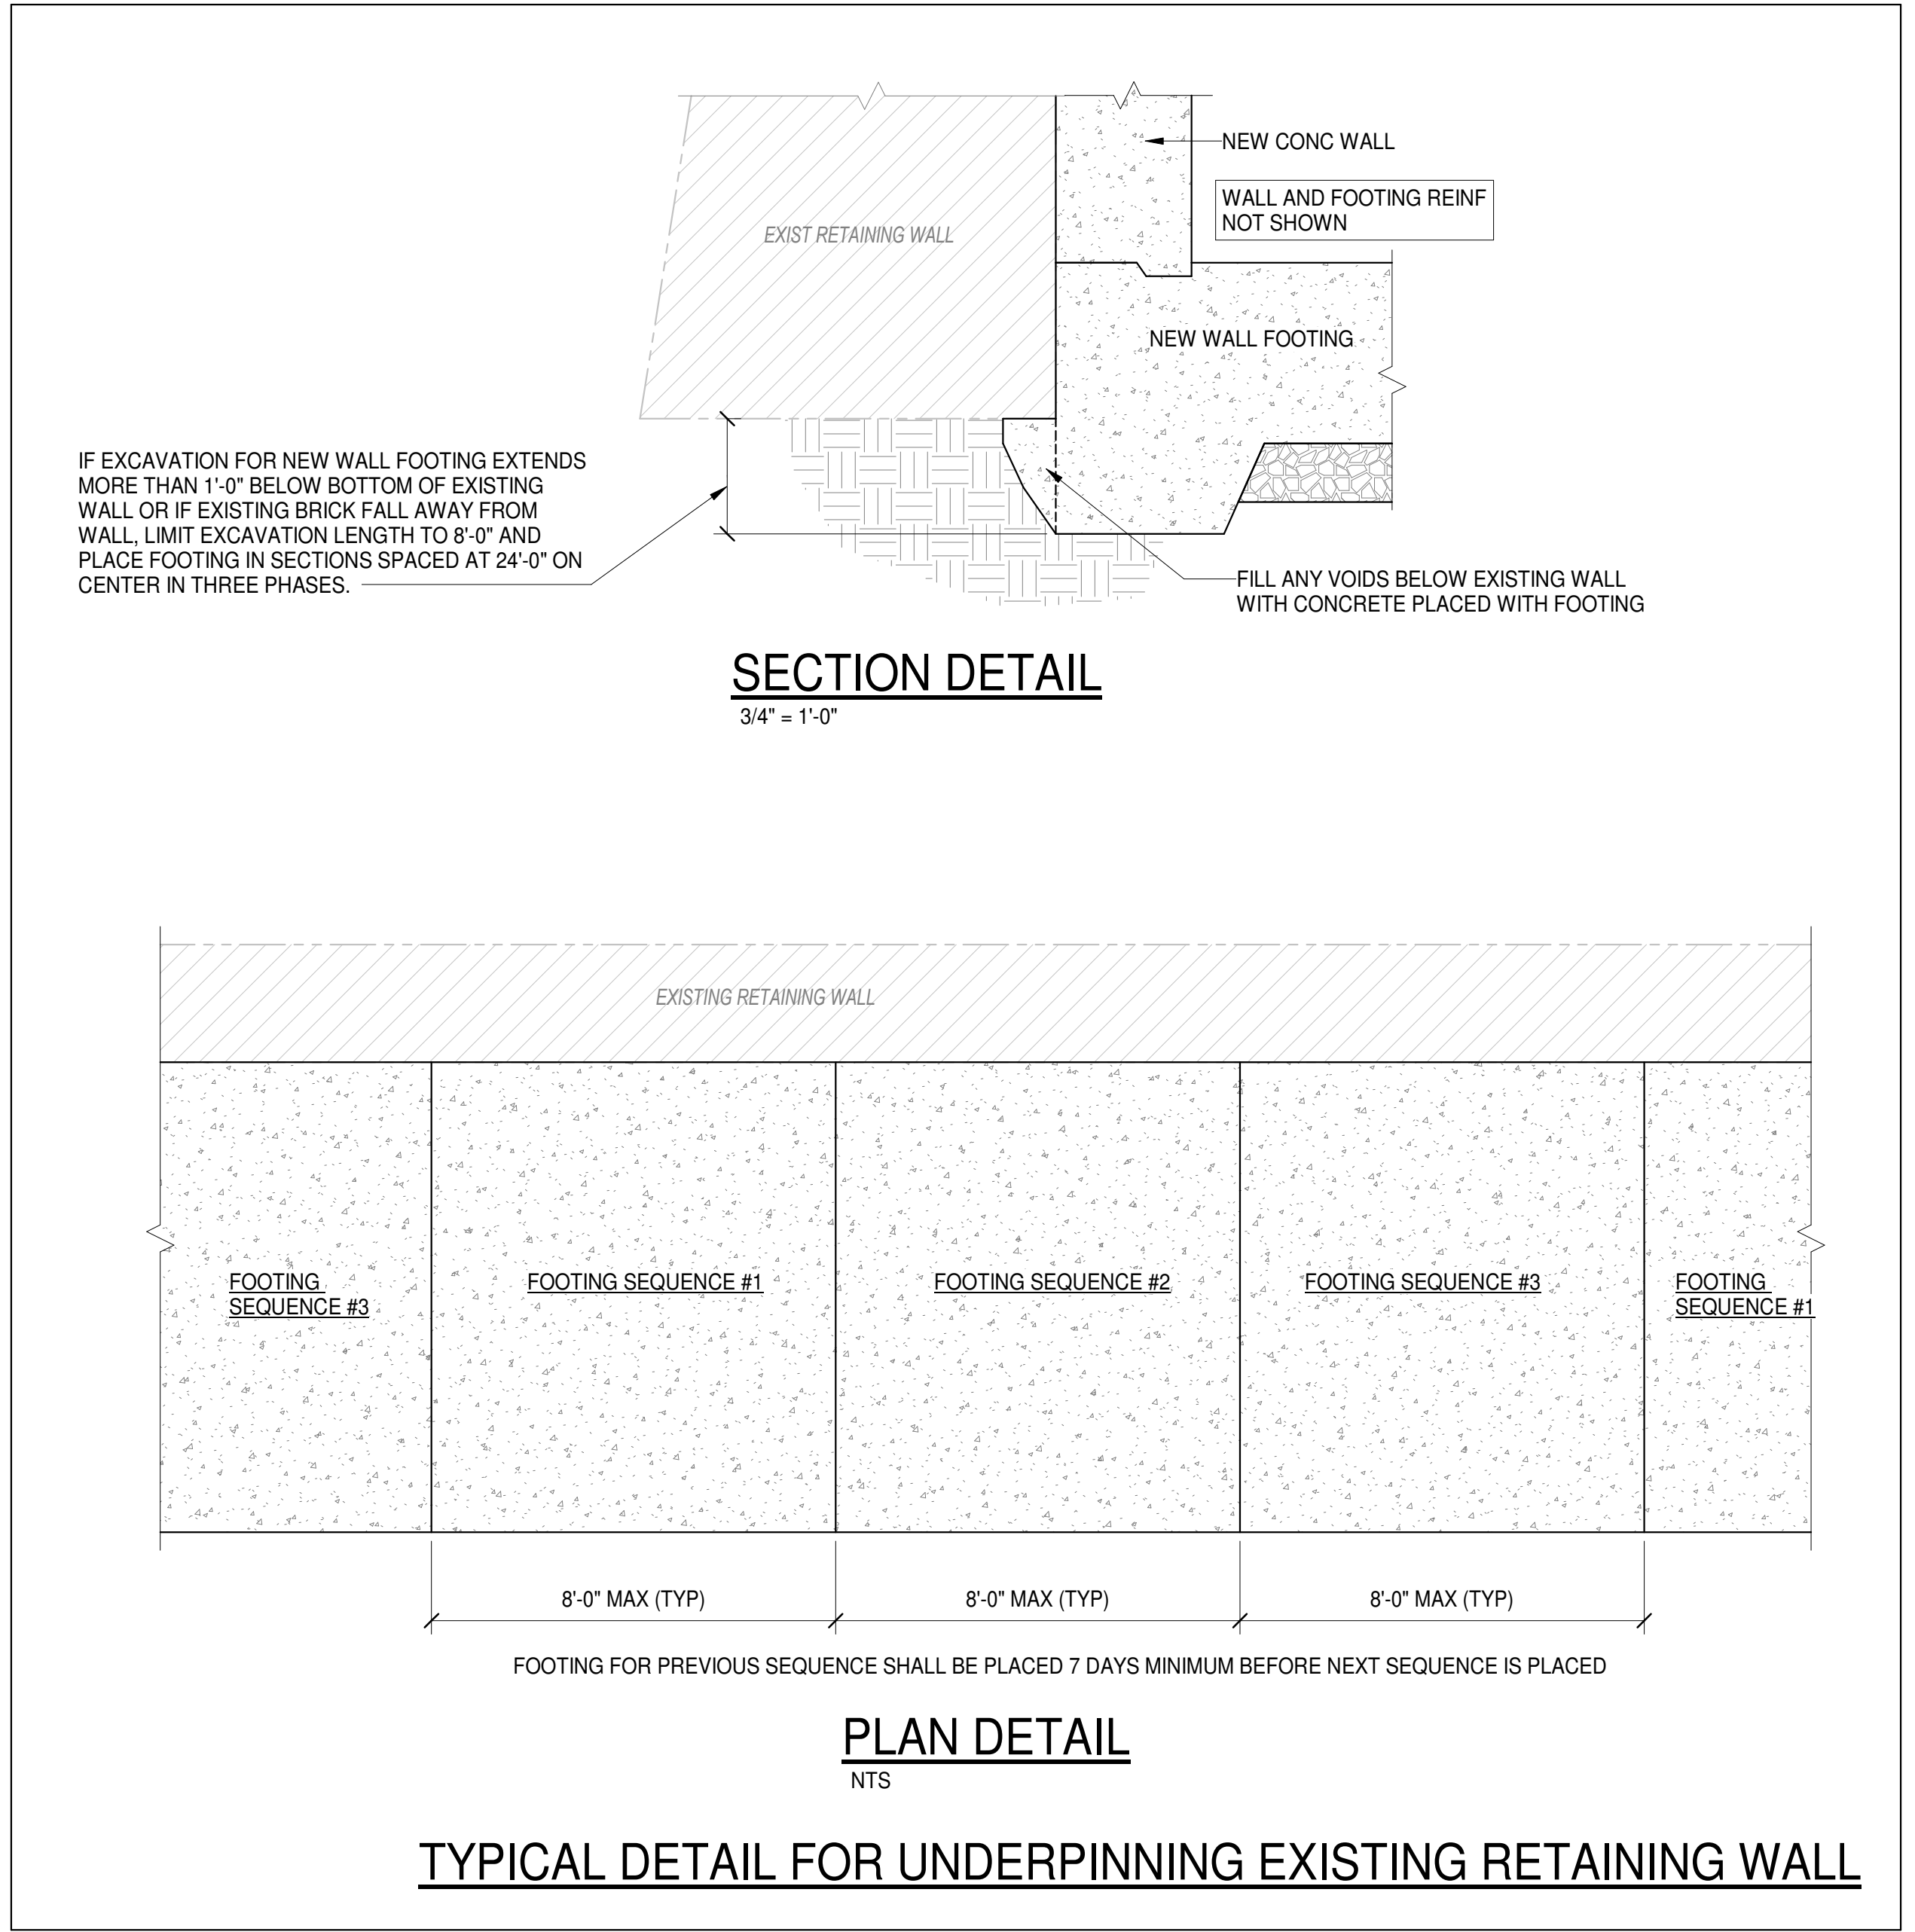 NEW CONC WALL
WALL AND FOOTING REINF
NOT SHOWN
EXIST RETAINING WALL
NEW WALL FOOTING
IF EXCAVATION FOR NEW WALL FOOTING EXTENDS
MORE THAN 1'-0" BELOW BOTTOM OF EXISTING
WALL OR IF EXISTING BRICK FALL AWAY FROM
WALL, LIMIT EXCAVATION LENGTH TO 8'-0" AND
PLACE FOOTING IN SECTIONS SPACED AT 24'-0" ON
CENTER IN THREE PHASES.
FILL ANY VOIDS BELOW EXISTING WALL
WITH CONCRETE PLACED WITH FOOTING
SECTION DETAIL
3/4" = 1'-0"
EXISTING RETAINING WALL
FOOTING
SEQUENCE #3
FOOTING SEQUENCE #1
FOOTING SEQUENCE #2
FOOTING SEQUENCE #3
FOOTING
SEQUENCE #1
8'-0" MAX (TYP)
8'-0" MAX (TYP)
8'-0" MAX (TYP)
FOOTING FOR PREVIOUS SEQUENCE SHALL BE PLACED 7 DAYS MINIMUM BEFORE NEXT SEQUENCE IS PLACED
PLAN DETAIL
NTS
TYPICAL DETAIL FOR UNDERPINNING EXISTING RETAINING WALL